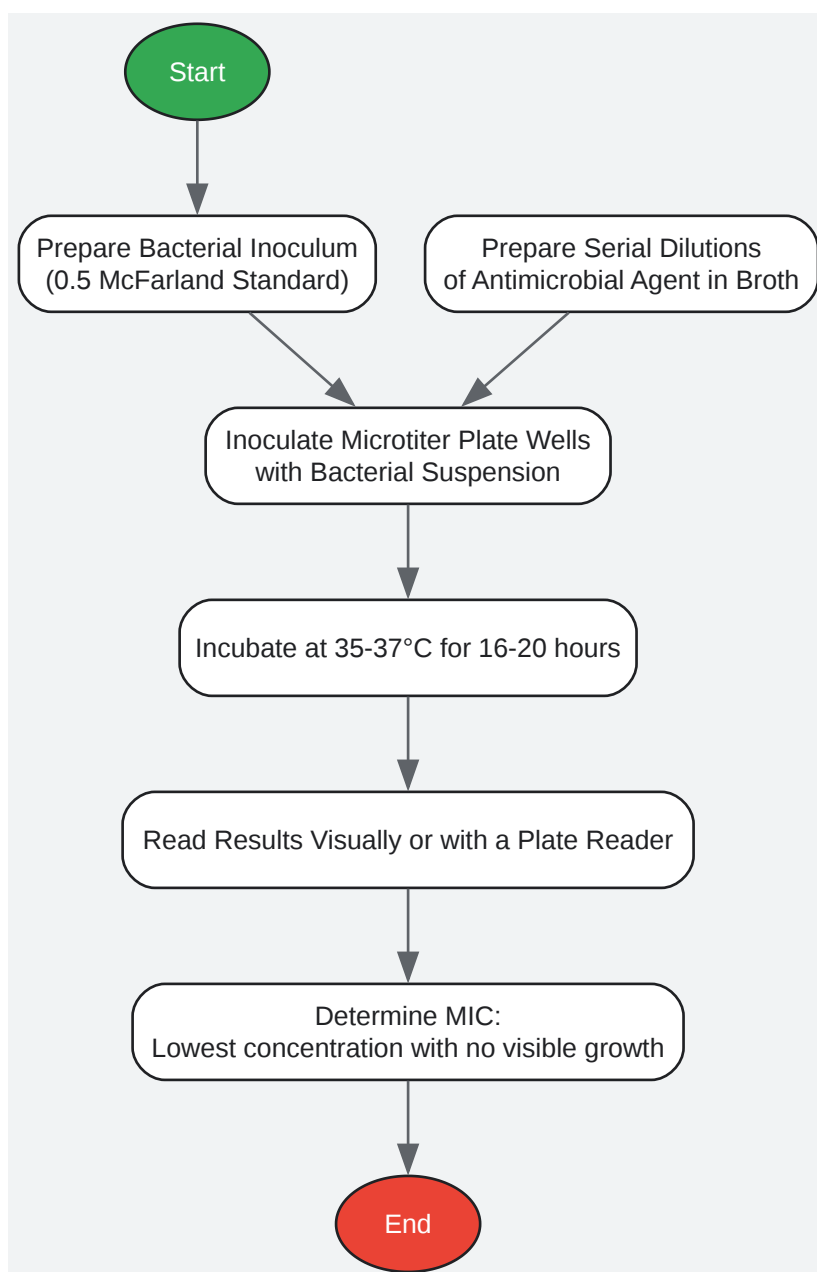 Start
Prepare Bacterial Inoculum
(0.5 McFarland Standard)
Prepare Serial Dilutions
of Antimicrobial Agent in Broth
Inoculate Microtiter Plate Wells
with Bacterial Suspension
Incubate at 35-37°C for 16-20 hours
Read Results Visually or with a Plate Reader
Determine MIC:
Lowest concentration with no visible growth
End